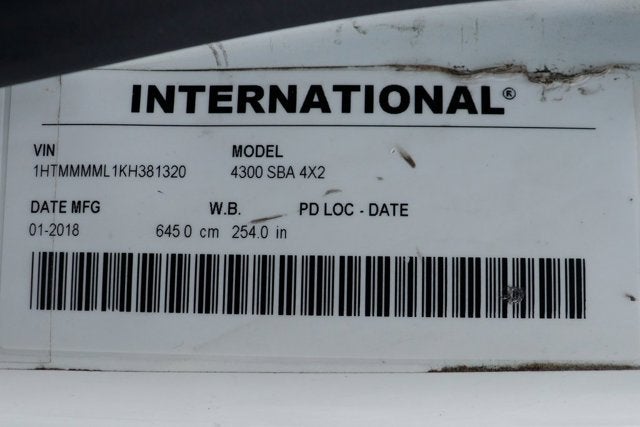 INTERNATIONAL®
VIN MODEL
1HTMMMML1KH381320 4300 SBA 4X2
DATE MFG W.B. PD LOC - DATE
01-2018 645 0 cm 254.0 in